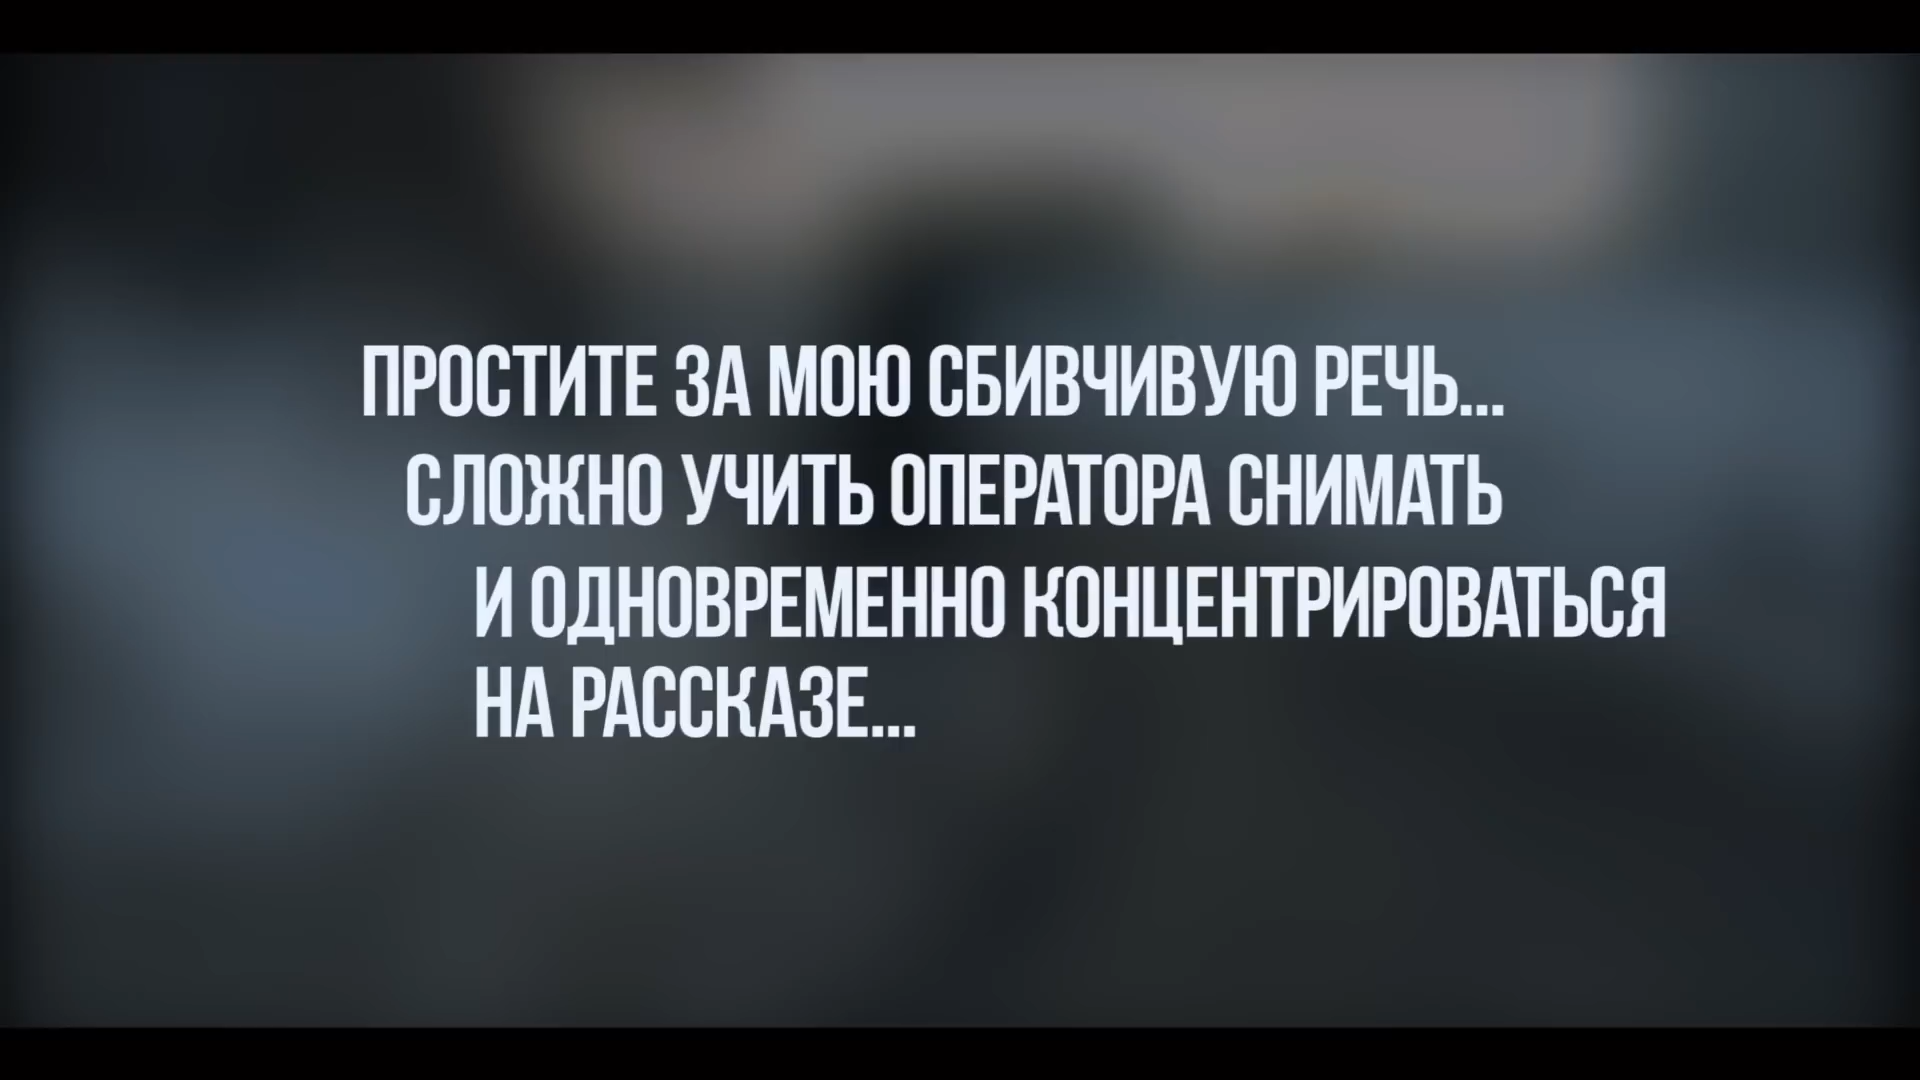 ПРОСТИТЕ ЗА МОЮ СБИВЧИВУЮ РЕЧЬ...
СЛОЖНО УЧИТЬ ОПЕРАТОРА СНИМАТЬ
И ОДНОВРЕМЕННО КОНЦЕНТРИРОВАТЬСЯ
НА РАССКАЗЕ...